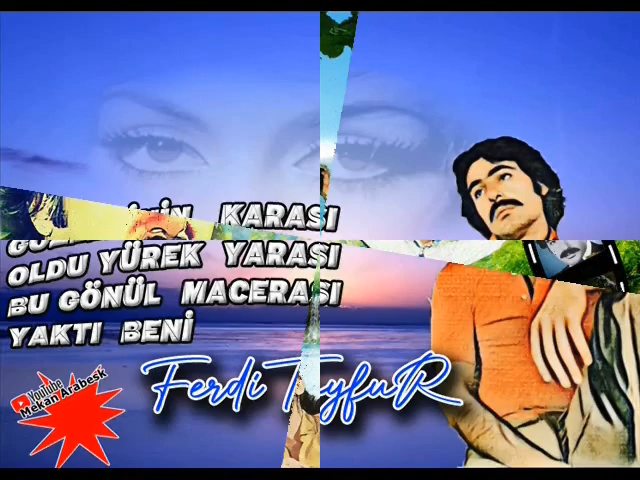 KARASI
OLDU YÜREK YARASI
BU GÖNÜL MACERASI
YAKTI BENİ
Ferdi TayfuR
Youtube
Mekan Arabesk